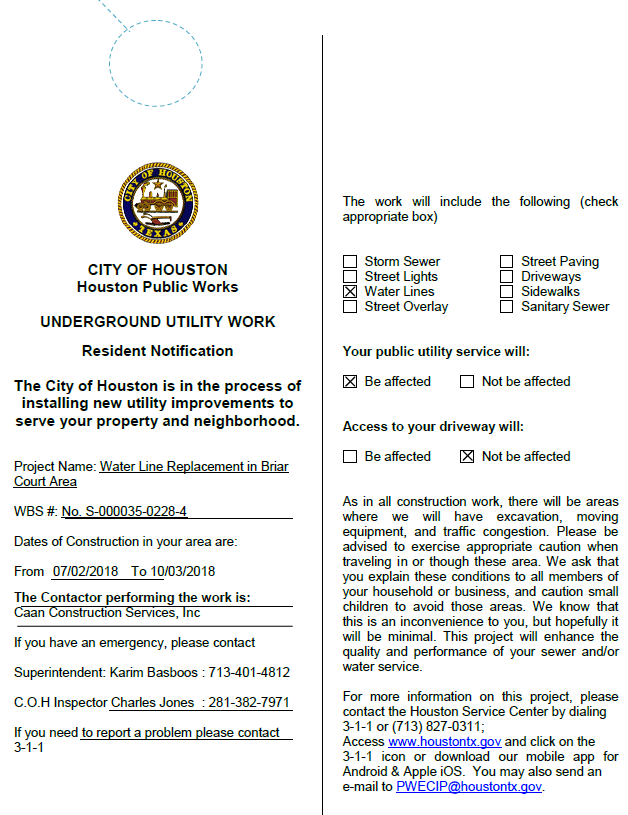 CITY OF HOUSTON
TEXAS
CITY OF HOUSTON
Houston Public Works
UNDERGROUND UTILITY WORK
Resident Notification
The City of Houston is in the process of
installing new utility improvements to
serve your property and neighborhood.
Project Name: Water Line Replacement in Briar
Court Area
WBS #: No. S-000035-0228-4
Dates of Construction in your area are:
From 07/02/2018 To 10/03/2018
The Contactor performing the work is:
Caan Construction Services, Inc
If you have an emergency, please contact
Superintendent: Karim Basboos : 713-401-4812
C.O.H Inspector Charles Jones : 281-382-7971
If you need to report a problem please contact
3-1-1
The work will include the following (check
appropriate box)
☐ Storm Sewer ☐ Street Paving
☐ Street Lights ☐ Driveways
☒ Water Lines ☐ Sidewalks
☐ Street Overlay ☐ Sanitary Sewer
Your public utility service will:
☒ Be affected ☐ Not be affected
Access to your driveway will:
☐ Be affected ☒ Not be affected
As in all construction work, there will be areas
where we will have excavation, moving
equipment, and traffic congestion. Please be
advised to exercise appropriate caution when
traveling in or though these area. We ask that
you explain these conditions to all members of
your household or business, and caution small
children to avoid those areas. We know that
this is an inconvenience to you, but hopefully it
will be minimal. This project will enhance the
quality and performance of your sewer and/or
water service.
For more information on this project, please
contact the Houston Service Center by dialing
3-1-1 or (713) 827-0311;
Access www.houstontx.gov and click on the
3-1-1 icon or download our mobile app for
Android & Apple iOS. You may also send an
e-mail to PWECIP@houstontx.gov.